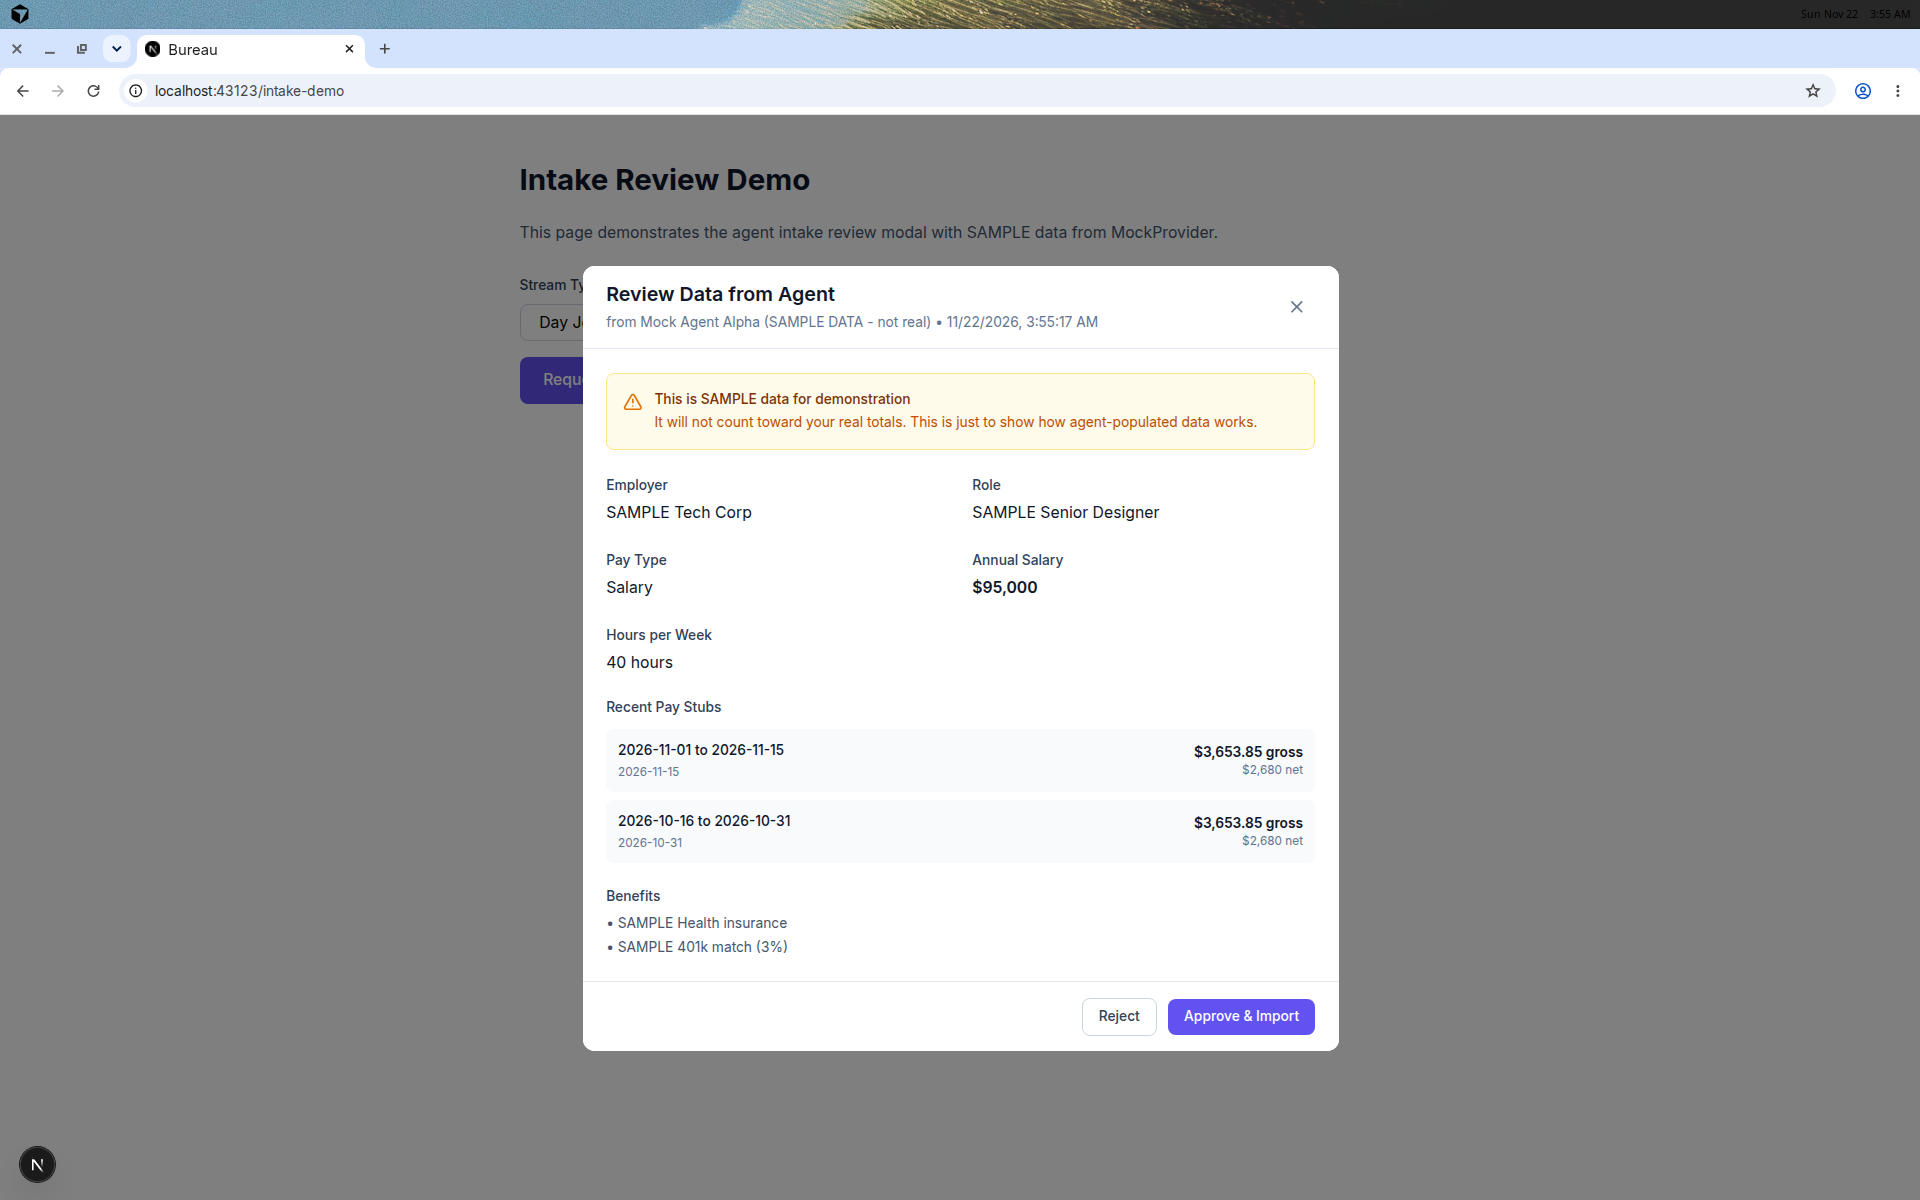 Sun Nov 22 3:55 AM
Bureau
localhost:43123/intake-demo
Intake Review Demo
This page demonstrates the agent intake review modal with SAMPLE data from MockProvider.
Stream Ty
Day J
Requ
Review Data from Agent
from Mock Agent Alpha (SAMPLE DATA - not real) • 11/22/2026, 3:55:17 AM
This is SAMPLE data for demonstration
It will not count toward your real totals. This is just to show how agent-populated data works.
Employer
SAMPLE Tech Corp
Role
SAMPLE Senior Designer
Pay Type
Salary
Annual Salary
$95,000
Hours per Week
40 hours
Recent Pay Stubs
2026-11-01 to 2026-11-15
2026-11-15
$3,653.85 gross
$2,680 net
2026-10-16 to 2026-10-31
2026-10-31
$3,653.85 gross
$2,680 net
Benefits
• SAMPLE Health insurance
• SAMPLE 401k match (3%)
Reject
Approve & Import
N